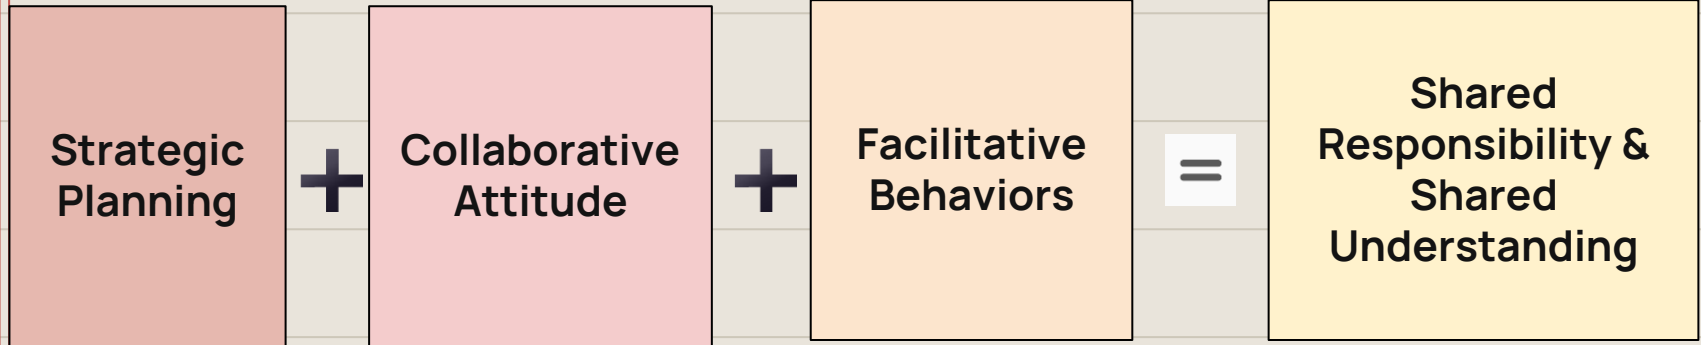 Strategic
Planning
+
Collaborative
Attitude
+
Facilitative
Behaviors
=
Shared
Responsibility &
Shared
Understanding